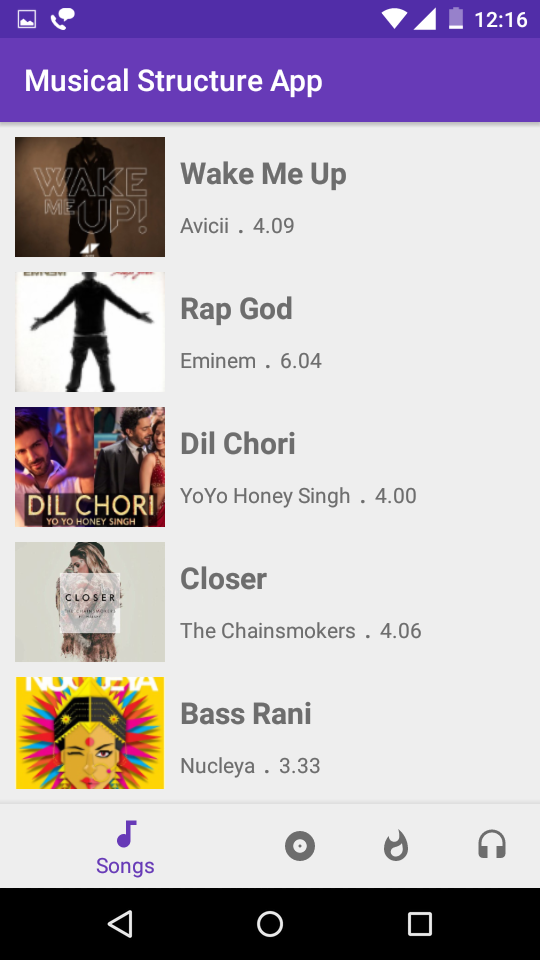 12:16
Musical Structure App
WAKE
ME UP!
Wake Me Up
Avicii . 4.09
EMINEM
Rap God
Eminem . 6.04
DIL CHORI
YO YO HONEY SINGH
Dil Chori
YoYo Honey Singh . 4.00
CLOSER
THE CHAINSMOKERS
Closer
The Chainsmokers . 4.06
NUCLEYA
Bass Rani
Nucleya . 3.33
Songs